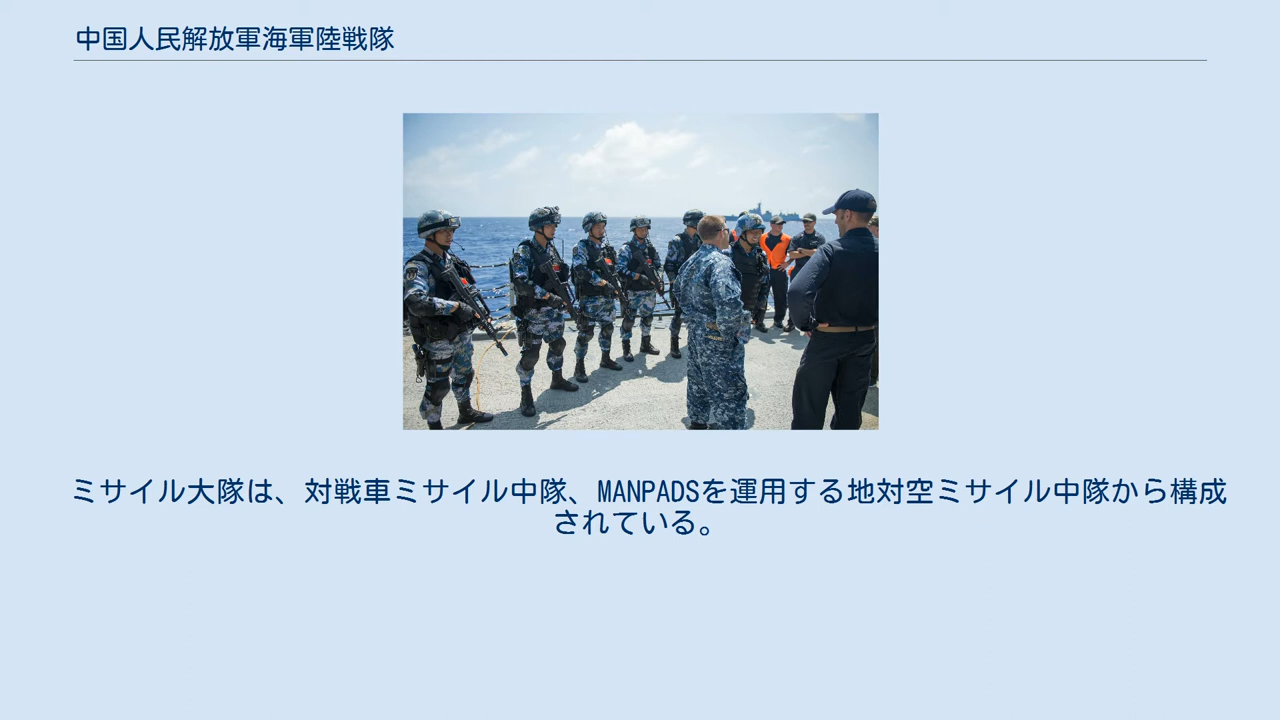 中国人民解放軍海軍陸戦隊
ミサイル大隊は、対戦車ミサイル中隊、MANPADSを運用する地対空ミサイル中隊から構成
されている。